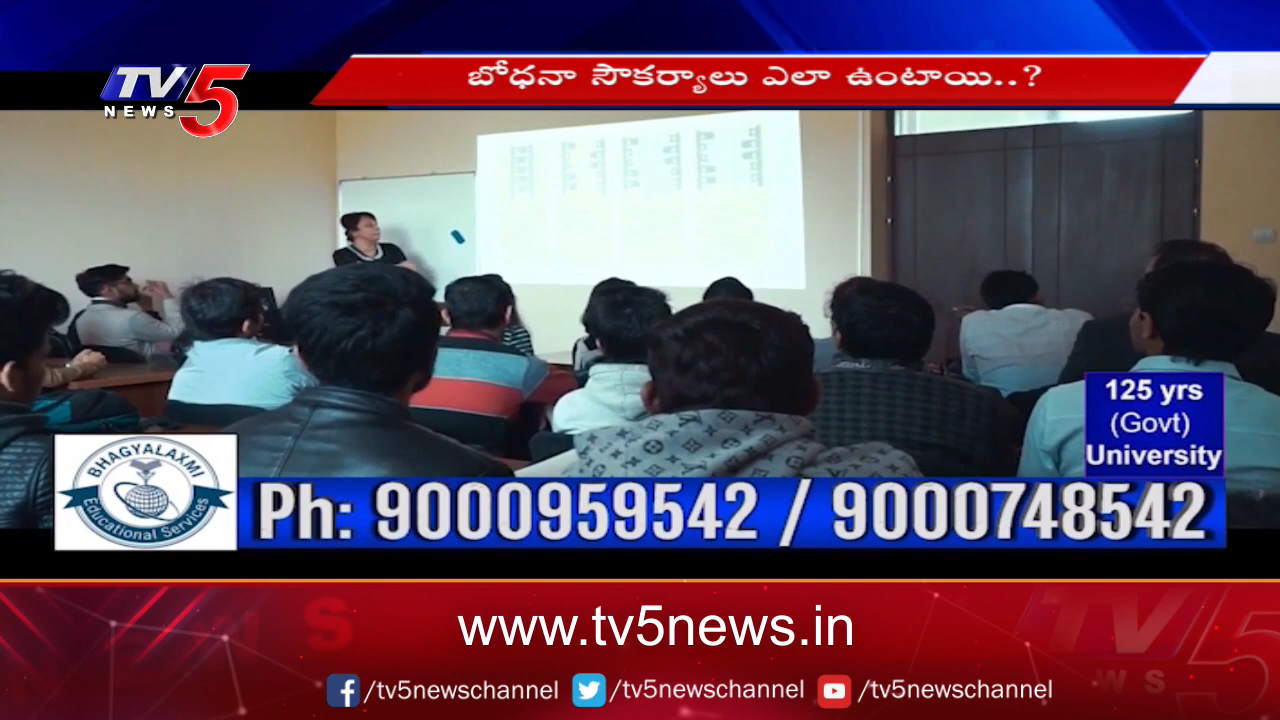 TV5
NEWS
బోధనా సౌకర్యాలు ఎలా ఉంటాయి..?
125 yrs
(Govt)
University
BHAGYALAXMI
Educational Services
Ph: 9000959542 / 9000748542
www.tv5news.in
/tv5newschannel /tv5newschannel /tv5newschannel